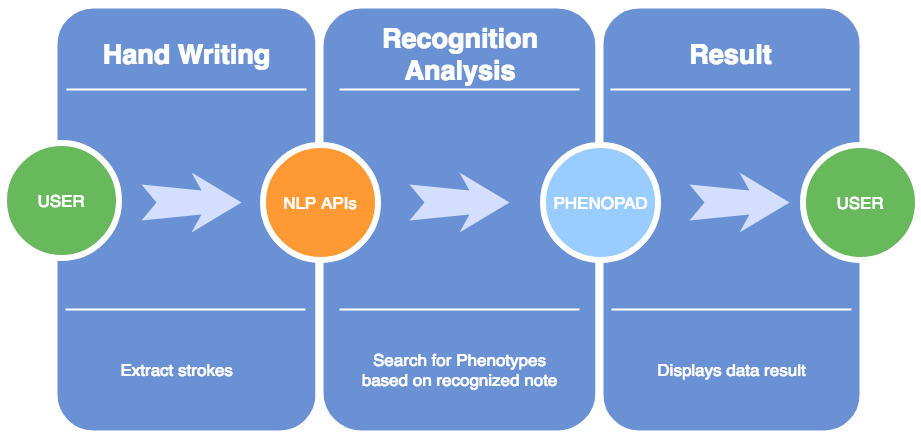 Hand Writing
Recognition
Analysis
Result
USER
NLP APIs
PHENOPAD
USER
Extract strokes
Search for Phenotypes
based on recognized note
Displays data result